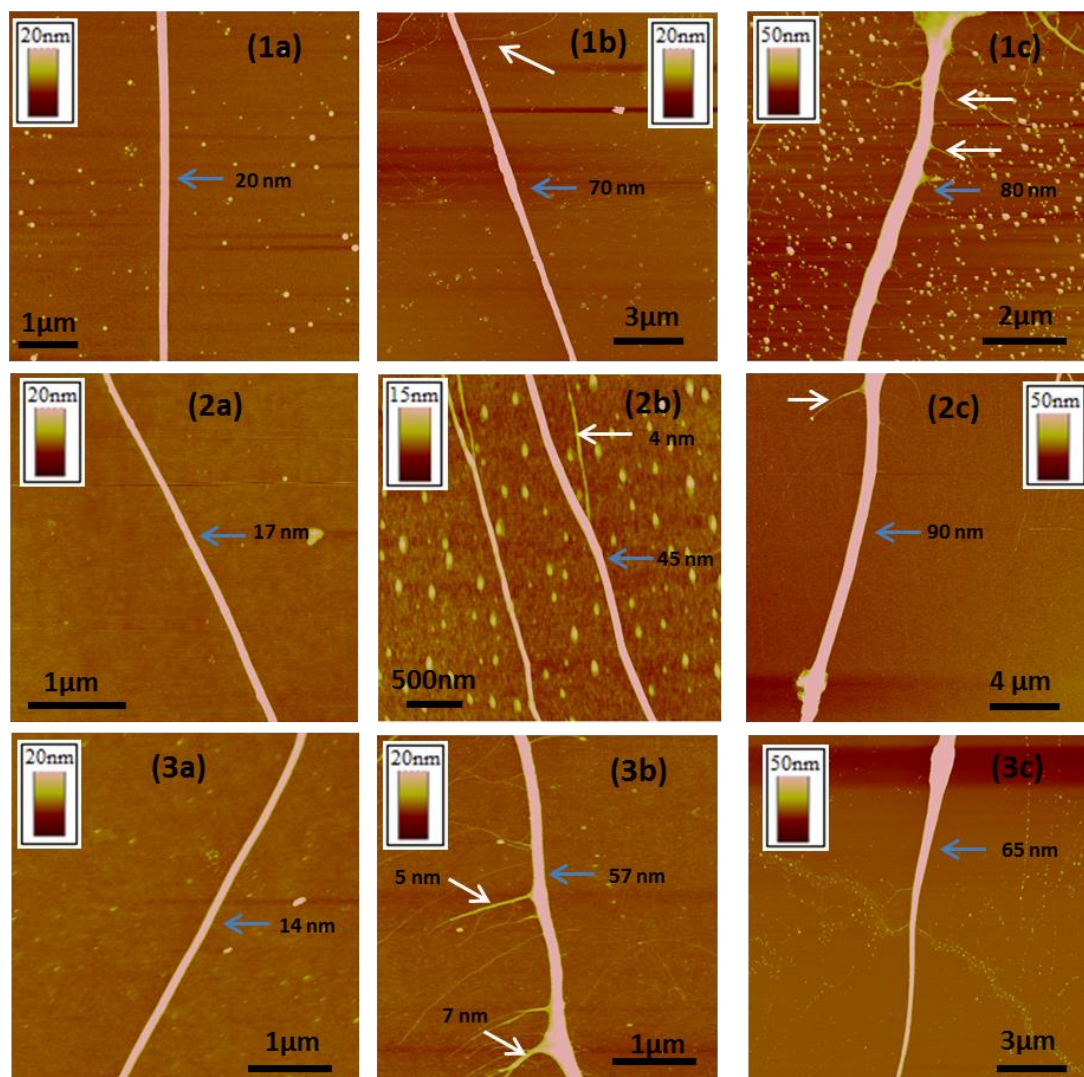 20nm
(1a)
20 nm
1µm
(1b)
20nm
70 nm
3µm
50nm
(1c)
80 nm
2µm
20nm
(2a)
17 nm
1µm
15nm
(2b)
4 nm
45 nm
500nm
(2c)
50nm
90 nm
4 µm
20nm
(3a)
14 nm
1µm
20nm
(3b)
5 nm
57 nm
7 nm
1µm
50nm
(3c)
65 nm
3µm